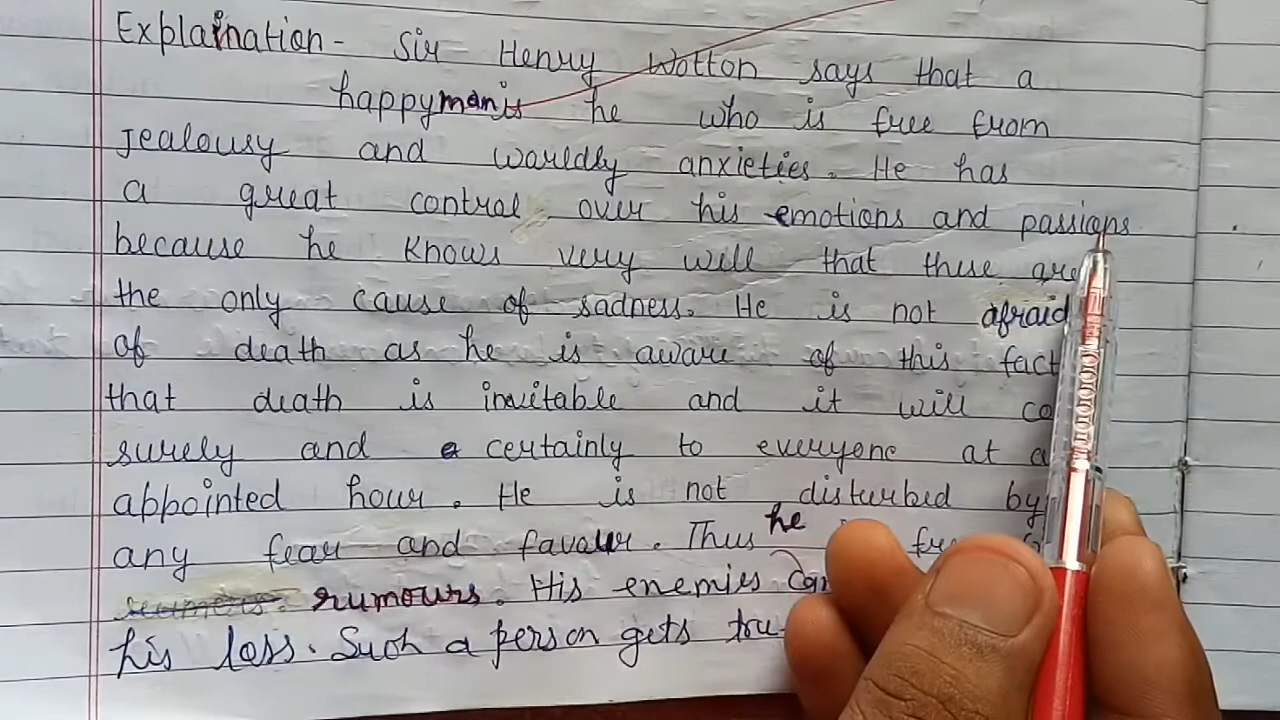 Explaination - Sir Henry Wotton says that a
happy man is he who is free from
Jealousy and warldly anxieties. He has
a great control over his emotions and passions
because he knows very well that these are
the only cause of sadness. He is not afraid
of death as he is aware of this fact
that death is invitable and it will
surely and certainly to everyone at
appointed hour. He is not disturbed by
any fear and favour. Thus he
rumours. His enemies
his loss. Such a person gets